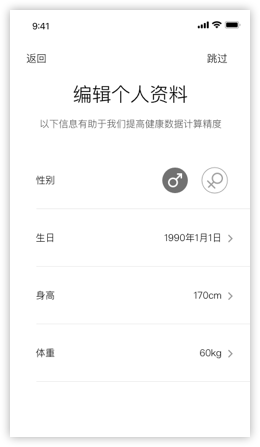 9:41
返回 跳过
编辑个人资料
以下信息有助于我们提高健康数据计算精度
性别
生日 1990年1月1日
身高 170cm
体重 60kg